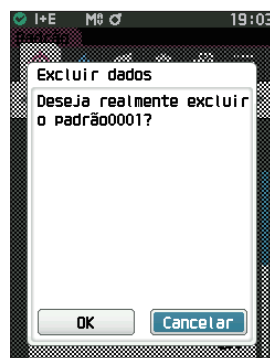 I+E 19:03
Padrão
Excluir dados
Deseja realmente excluir
o padrão0001?
OK Cancelar